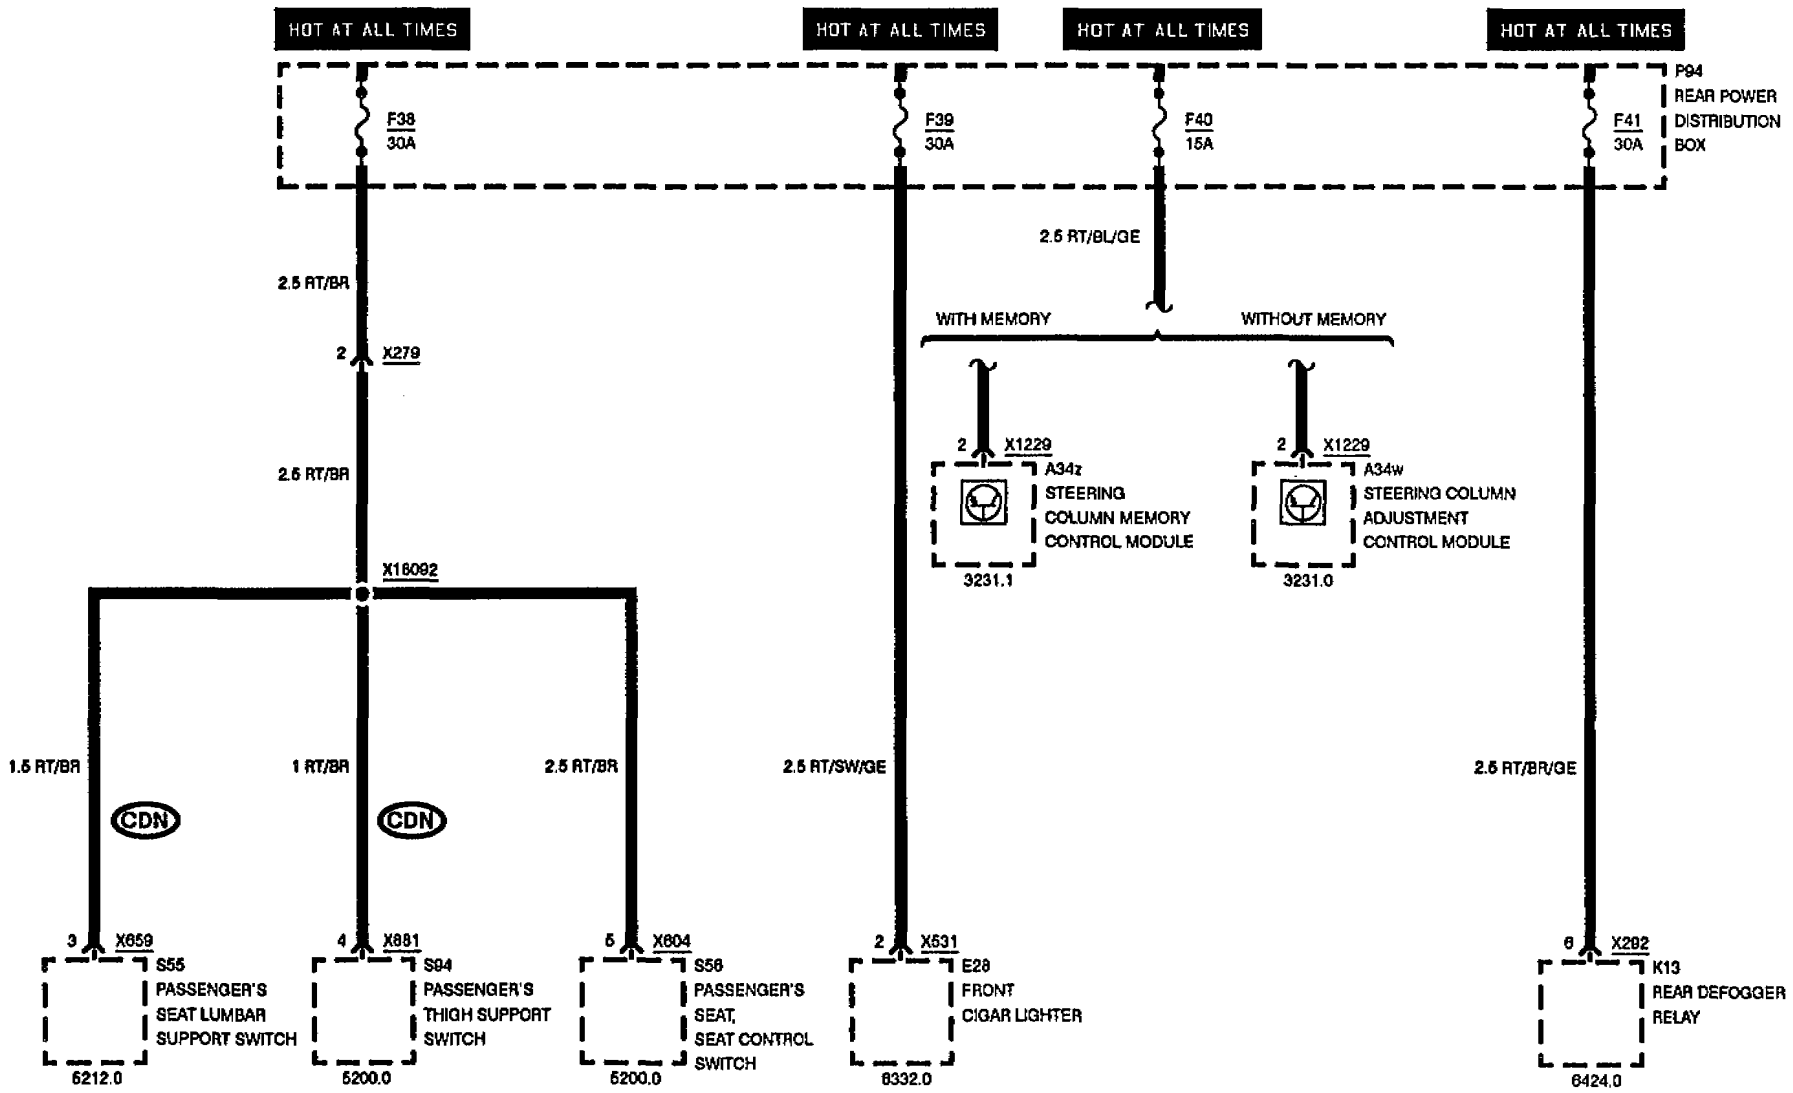 HOT AT ALL TIMES
HOT AT ALL TIMES
HOT AT ALL TIMES
HOT AT ALL TIMES
P94
REAR POWER
DISTRIBUTION
BOX
F38
30A
F39
30A
F40
15A
F41
30A
2.5 RT/BL/GE
2.5 RT/BR
WITH MEMORY
WITHOUT MEMORY
2
X279
2
X1229
2
X1229
2.5 RT/BR
A34z
STEERING
COLUMN MEMORY
CONTROL MODULE
3231.1
A34w
STEERING COLUMN
ADJUSTMENT
CONTROL MODULE
3231.0
X16092
1.5 RT/BR
1 RT/BR
2.5 RT/BR
2.5 RT/SW/GE
2.5 RT/BR/GE
CDN
CDN
3
X659
4
X881
5
X604
2
X531
6
X292
S55
PASSENGER'S
SEAT LUMBAR
SUPPORT SWITCH
5212.0
S94
PASSENGER'S
THIGH SUPPORT
SWITCH
5200.0
S56
PASSENGER'S
SEAT,
SEAT CONTROL
SWITCH
5200.0
E28
FRONT
CIGAR LIGHTER
6332.0
K13
REAR DEFOGGER
RELAY
6424.0